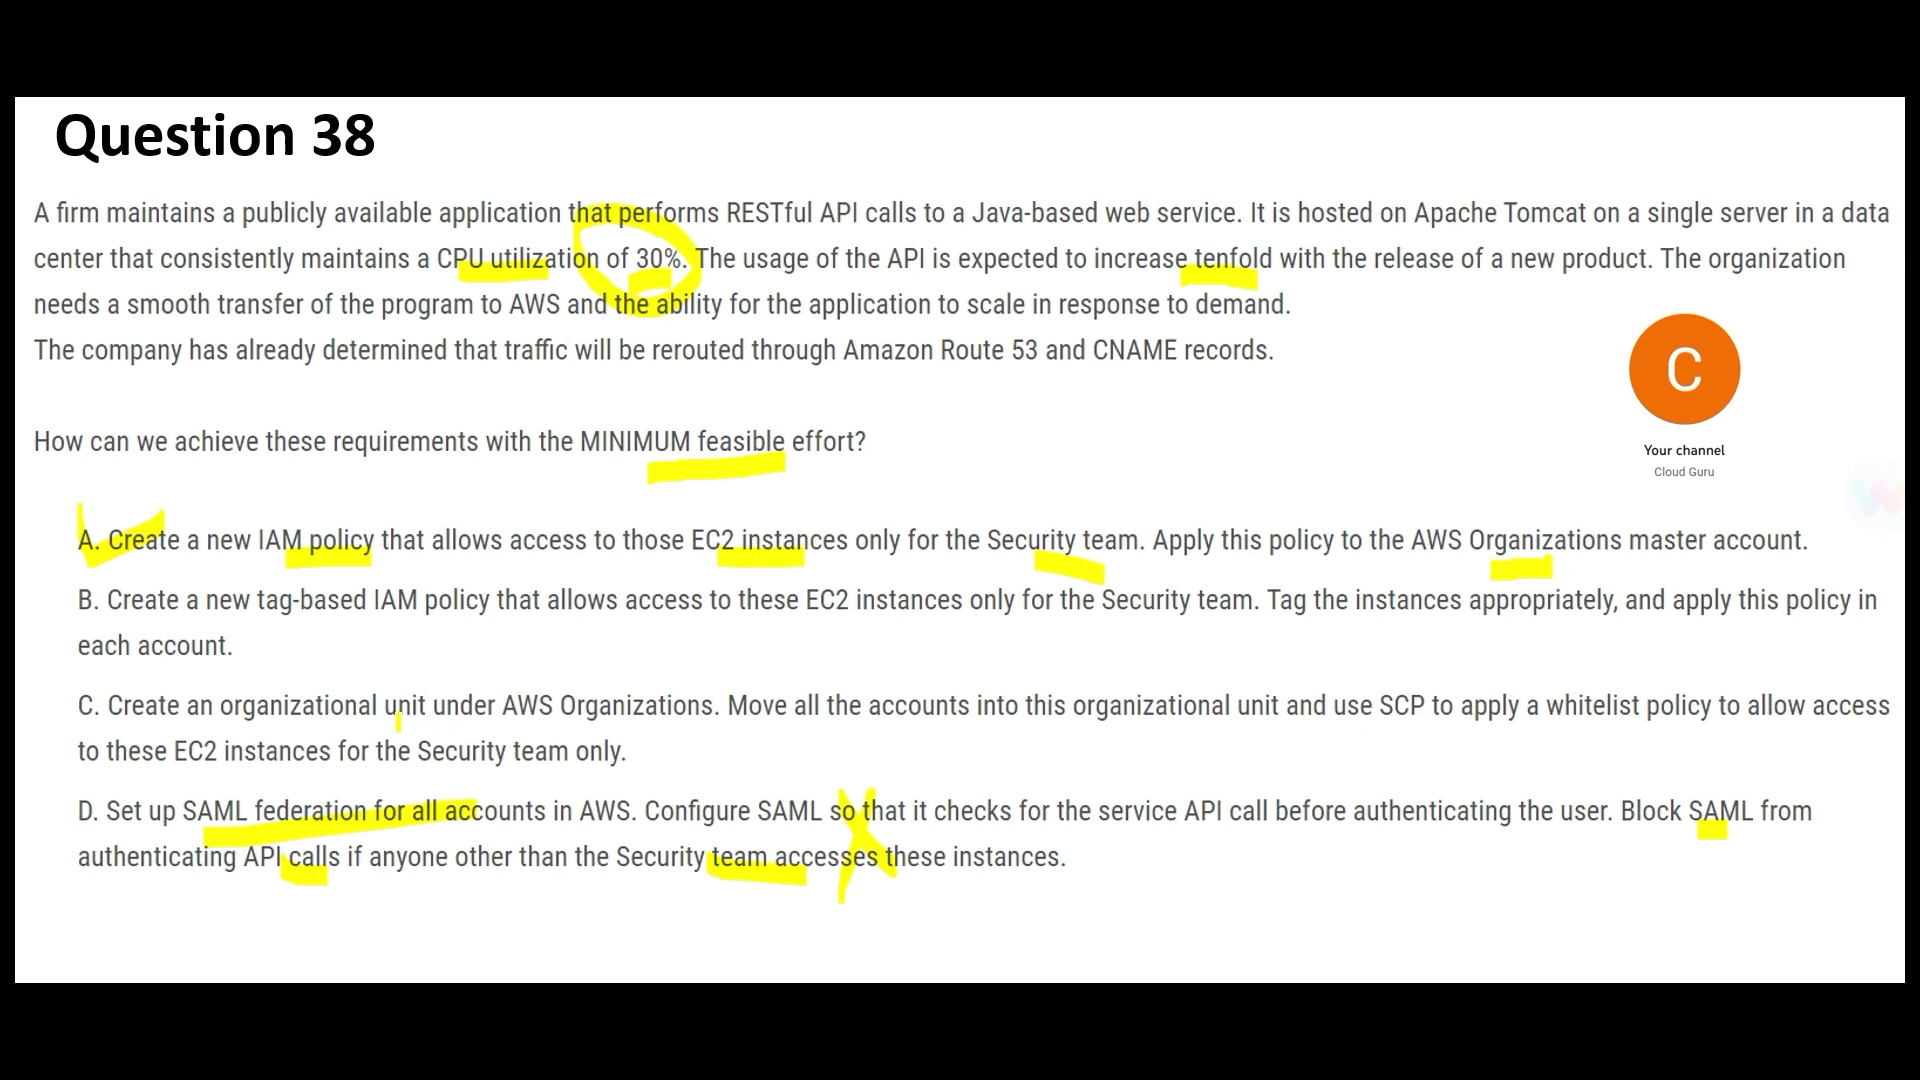 Question 38
A firm maintains a publicly available application that performs RESTful API calls to a Java-based web service. It is hosted on Apache Tomcat on a single server in a data
center that consistently maintains a CPU utilization of 30%. The usage of the API is expected to increase tenfold with the release of a new product. The organization
needs a smooth transfer of the program to AWS and the ability for the application to scale in response to demand.
The company has already determined that traffic will be rerouted through Amazon Route 53 and CNAME records.
C
Your channel
Cloud Guru
How can we achieve these requirements with the MINIMUM feasible effort?
A. Create a new IAM policy that allows access to those EC2 instances only for the Security team. Apply this policy to the AWS Organizations master account.
B. Create a new tag-based IAM policy that allows access to these EC2 instances only for the Security team. Tag the instances appropriately, and apply this policy in
each account.
C. Create an organizational unit under AWS Organizations. Move all the accounts into this organizational unit and use SCP to apply a whitelist policy to allow access
to these EC2 instances for the Security team only.
D. Set up SAML federation for all accounts in AWS. Configure SAML so that it checks for the service API call before authenticating the user. Block SAML from
authenticating API calls if anyone other than the Security team accesses these instances.